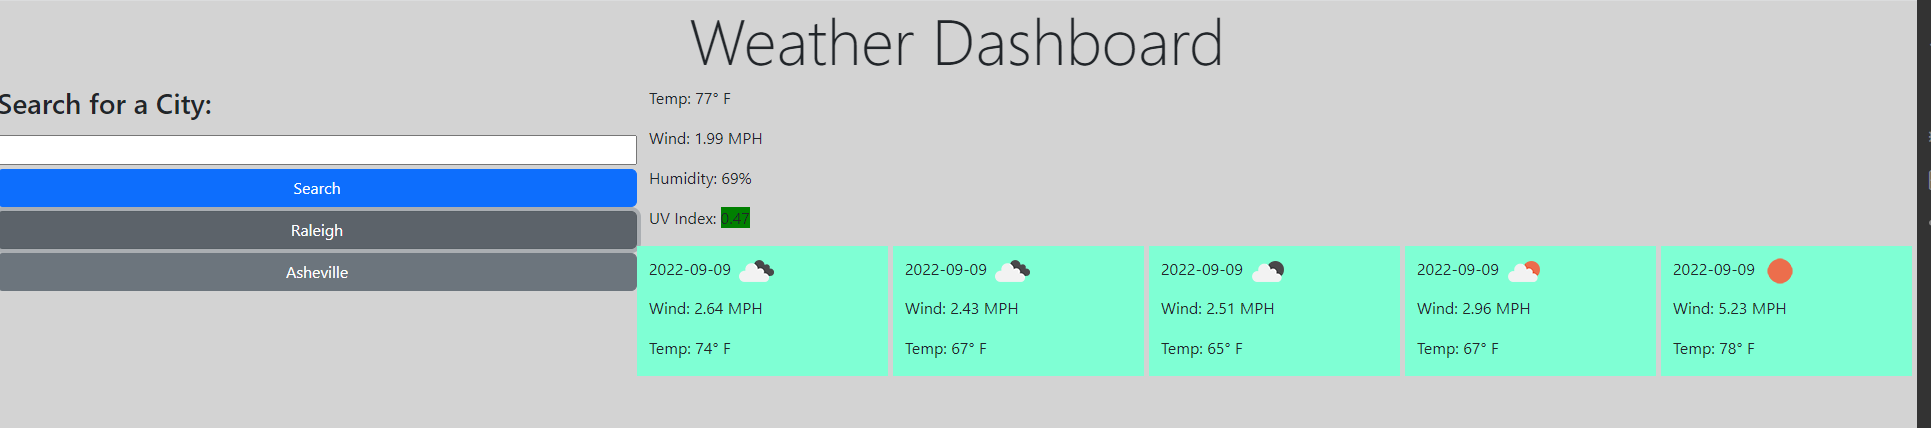 Weather Dashboard
Search for a City:
Search
Raleigh
Asheville
Temp: 77° F
Wind: 1.99 MPH
Humidity: 69%
UV Index: 0.47
2022-09-09
Wind: 2.64 MPH
Temp: 74° F
2022-09-09
Wind: 2.43 MPH
Temp: 67° F
2022-09-09
Wind: 2.51 MPH
Temp: 65° F
2022-09-09
Wind: 2.96 MPH
Temp: 67° F
2022-09-09
Wind: 5.23 MPH
Temp: 78° F